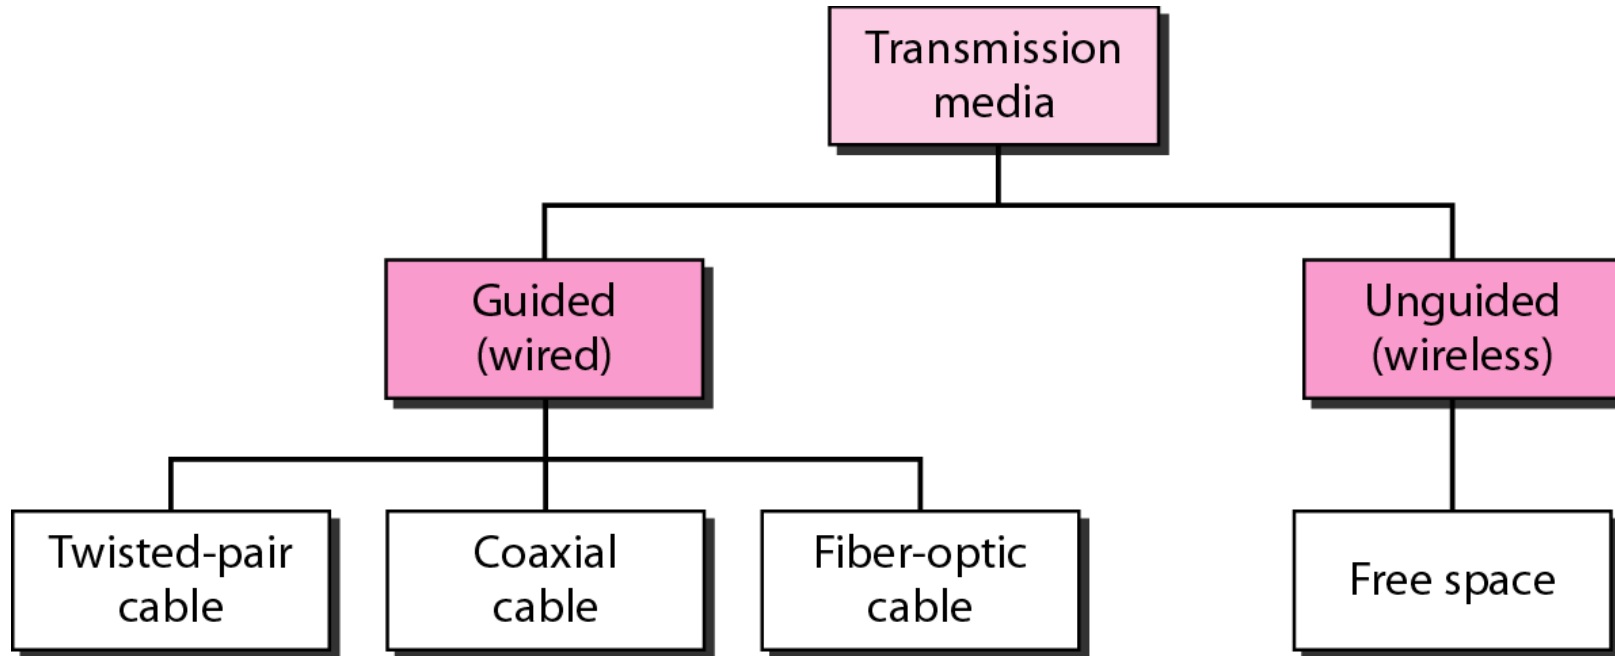 Transmission
media
Guided
(wired)
Unguided
(wireless)
Twisted-pair
cable
Coaxial
cable
Fiber-optic
cable
Free space